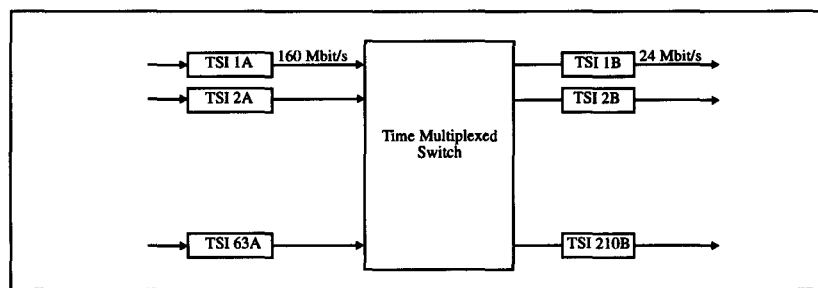 TSI 1A 160 Mbit/s TSI 1B 24 Mbit/s
TSI 2A TSI 2B
Time Multiplexed
Switch
TSI 63A TSI 210B